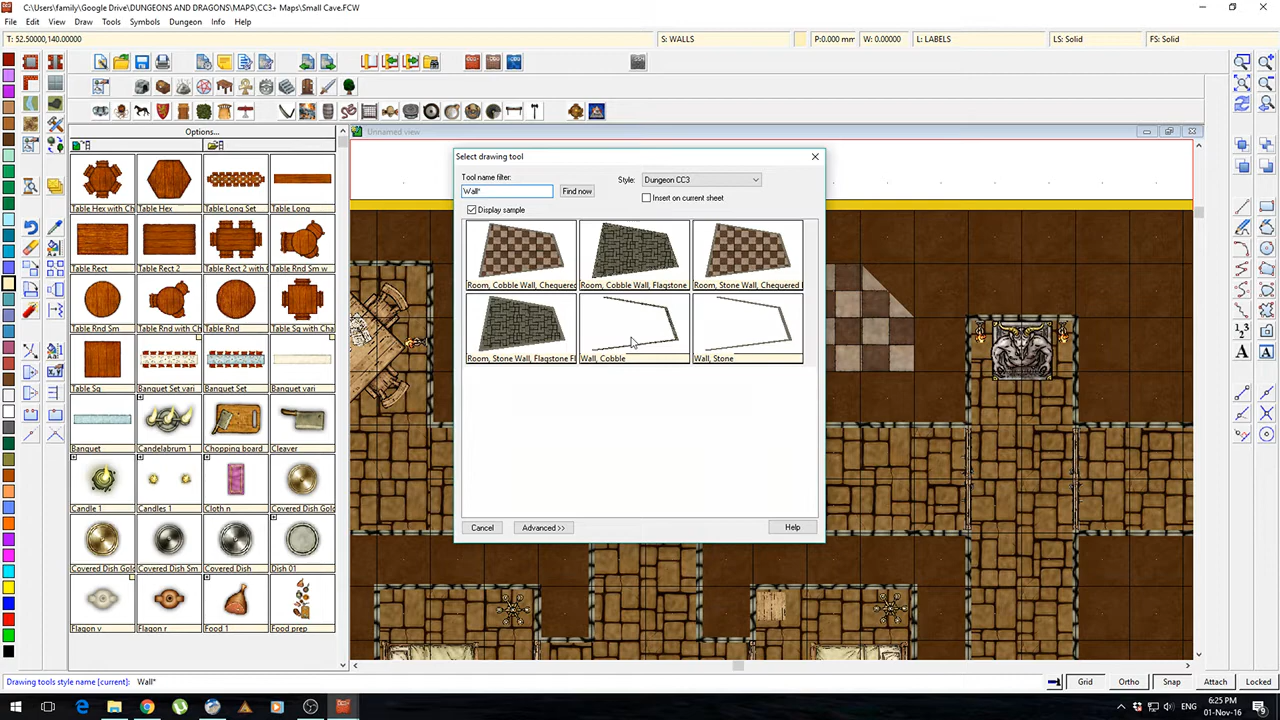 C:\Users\family\Google Drive\DUNGEONS AND DRAGONS\MAPS\CC3+ Maps\Small Cave.FCW
File Edit View Draw Tools Symbols Dungeon Info Help
T: 52.50000,140.00000 S: WALLS P:0.000 mm W: 0.00000 L: LABELS LS: Solid FS: Solid
Options...
Unnamed view
Select drawing tool
Tool name filter:
Style: Dungeon CC3
Wall*
Find now
Insert on current sheet
Display sample
Room, Cobble Wall, Chequered
Room, Cobble Wall, Flagstone
Room, Stone Wall, Chequered
Room, Stone Wall, Flagstone Fl
Wall, Cobble
Wall, Stone
Cancel
Advanced >>
Help
Table Hex with Ch
Table Hex
Table Long Set
Table Long
Table Rect
Table Rect 2
Table Rect 2 with
Table Rnd Sm w
Table Rnd Sm
Table Rnd with Ch
Table Rnd
Table Sq with Cha
Table Sq
Banquet Set vari
Banquet Set
Banquet vari
Banquet
Candelabrum 1
Chopping board
Cleaver
Candle 1
Candles 1
Cloth n
Covered Dish Gold
Covered Dish Gold
Covered Dish Sm
Covered Dish
Dish 01
Flagon v
Flagon r
Food 1
Food prep
Drawing tools style name [current]: Wall*
Grid
Ortho
Snap
Attach
Locked
6:25 PM
01-Nov-16